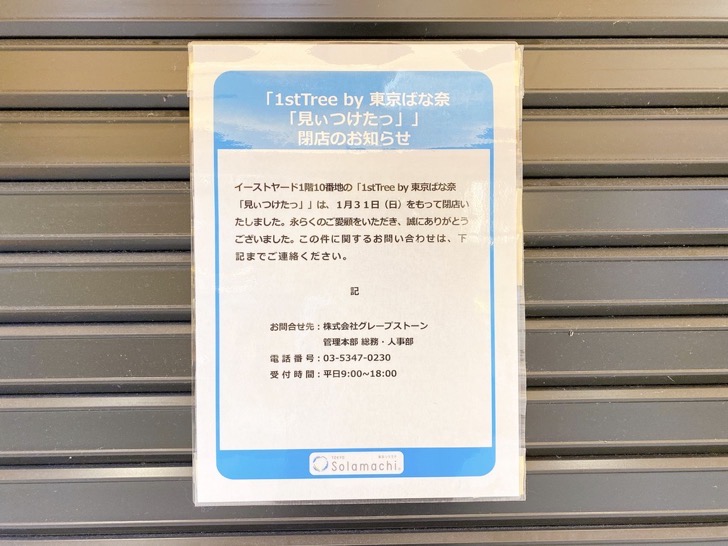 「1stTree by 東京ばな奈
「見ぃつけたっ」」
閉店のお知らせ
イーストヤード1階10番地の「1stTree by 東京ばな奈
「見ぃつけたっ」」は、１月３１日（日）をもって閉店い
たしました。永らくのご愛顧をいただき、誠にありがとう
ございました。この件に関するお問い合わせは、下
記までご連絡ください。
記
お問合せ先：株式会社グレープストーン
管理本部 総務・人事部
電話番号：03-5347-0230
受付時間：平日9:00~18:00
TOKYO 東京ソラマチ
Solamachi.